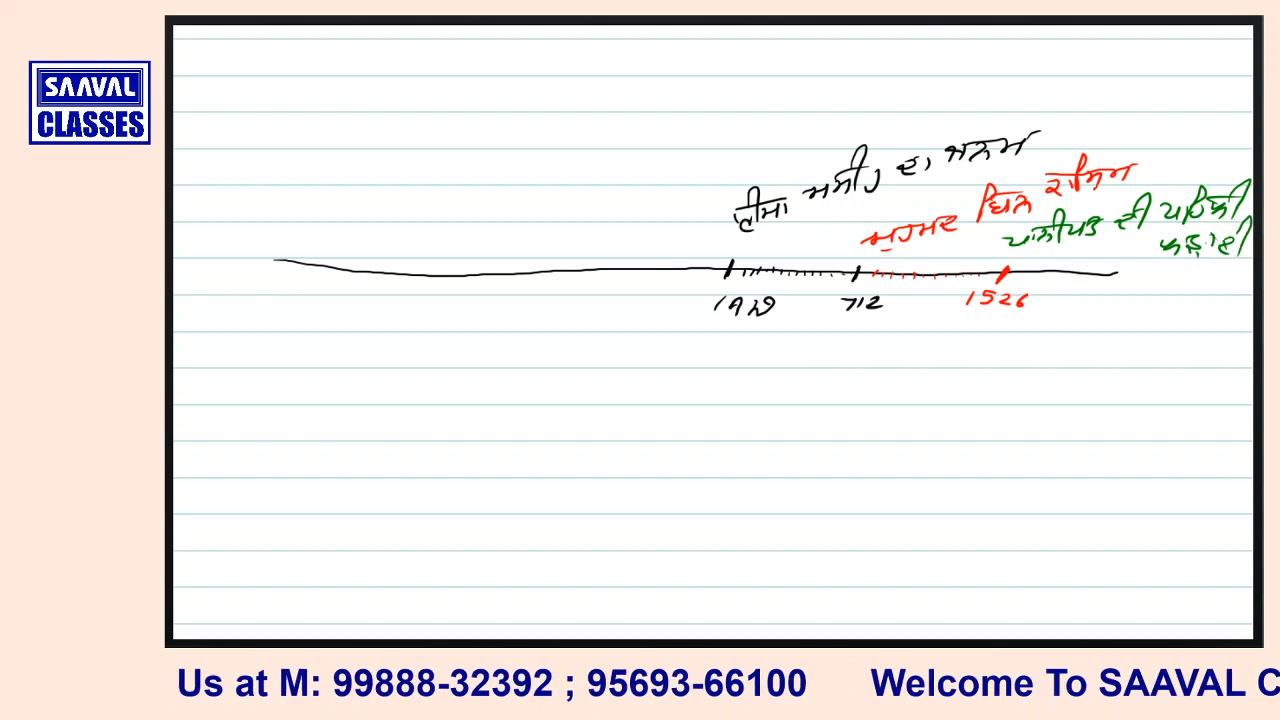 SAAVAL
CLASSES
ਈਸਾ ਮਸੀਹ ਦਾ ਜਨਮ
ਮੁਹਮਦ ਬਿਨ ਕਾਸਿਮ
ਪਾਨੀਪਤ ਦੀ ਪਹਿਲੀ
ਲੜਾਈ
712
1526
Us at M: 99888-32392 ; 95693-66100 Welcome To SAAVAL C